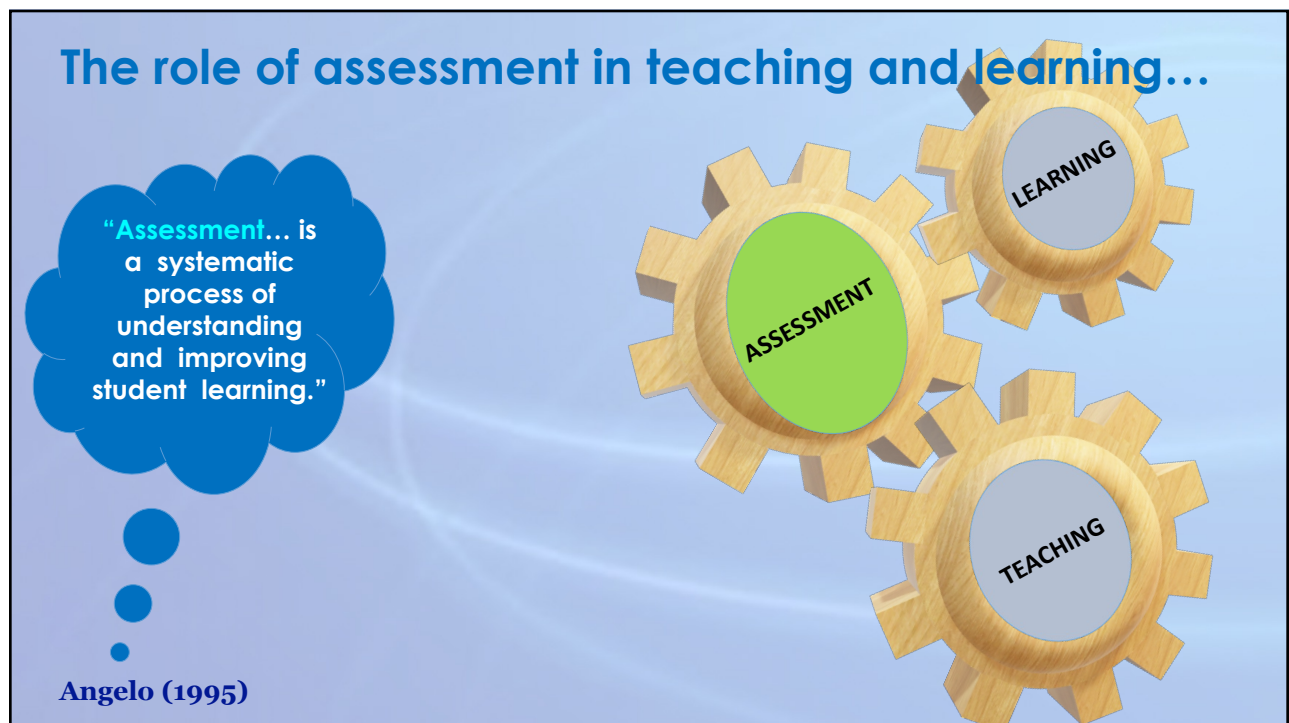 The role of assessment in teaching and learning…
“Assessment… is
a systematic
process of
understanding
and improving
student learning.”
Angelo (1995)
LEARNING
ASSESSMENT
TEACHING